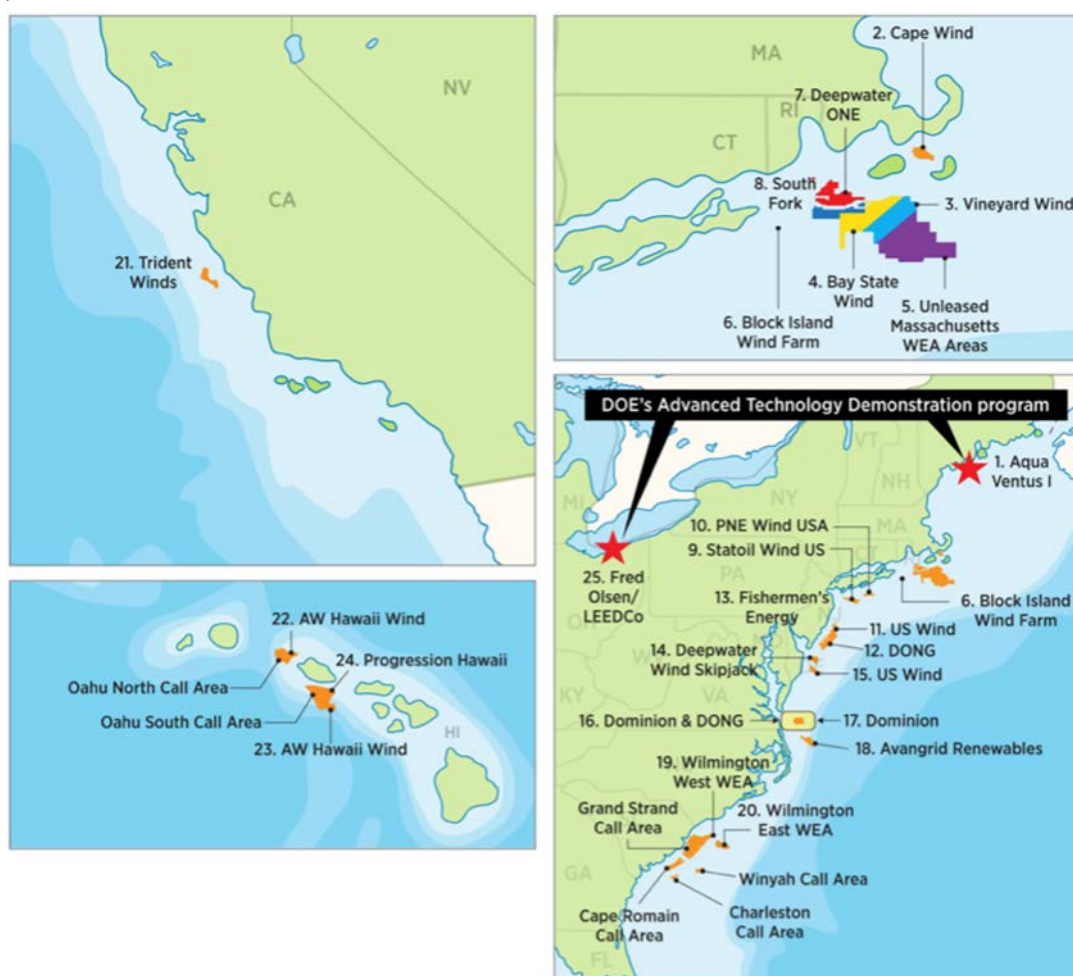 NV
CA
21. Trident
Winds
2. Cape Wind
MA
7. Deepwater
ONE
RI
CT
8. South
Fork
3. Vineyard Wind
4. Bay State
Wind
5. Unleased
Massachusetts
WEA Areas
6. Block Island
Wind Farm
22. AW Hawaii Wind
24. Progression Hawaii
Oahu North Call Area
Oahu South Call Area
HI
23. AW Hawaii Wind
DOE's Advanced Technology Demonstration program
VT
NH
1. Aqua
Ventus I
MI
NY
MA
10. PNE Wind USA
CT
9. Statoil Wind US
PA
25. Fred
Olsen/
LEEDCo
13. Fishermen's
Energy
6. Block Island
Wind Farm
OH
11. US Wind
12. DONG
14. Deepwater
Wind Skipjack
15. US Wind
KY
VA
16. Dominion & DONG
17. Dominion
18. Avangrid Renewables
19. Wilmington
West WEA
Grand Strand
Call Area
20. Wilmington
East WEA
GA
Winyah Call Area
Cape Romain
Call Area
Charleston
Call Area
FL